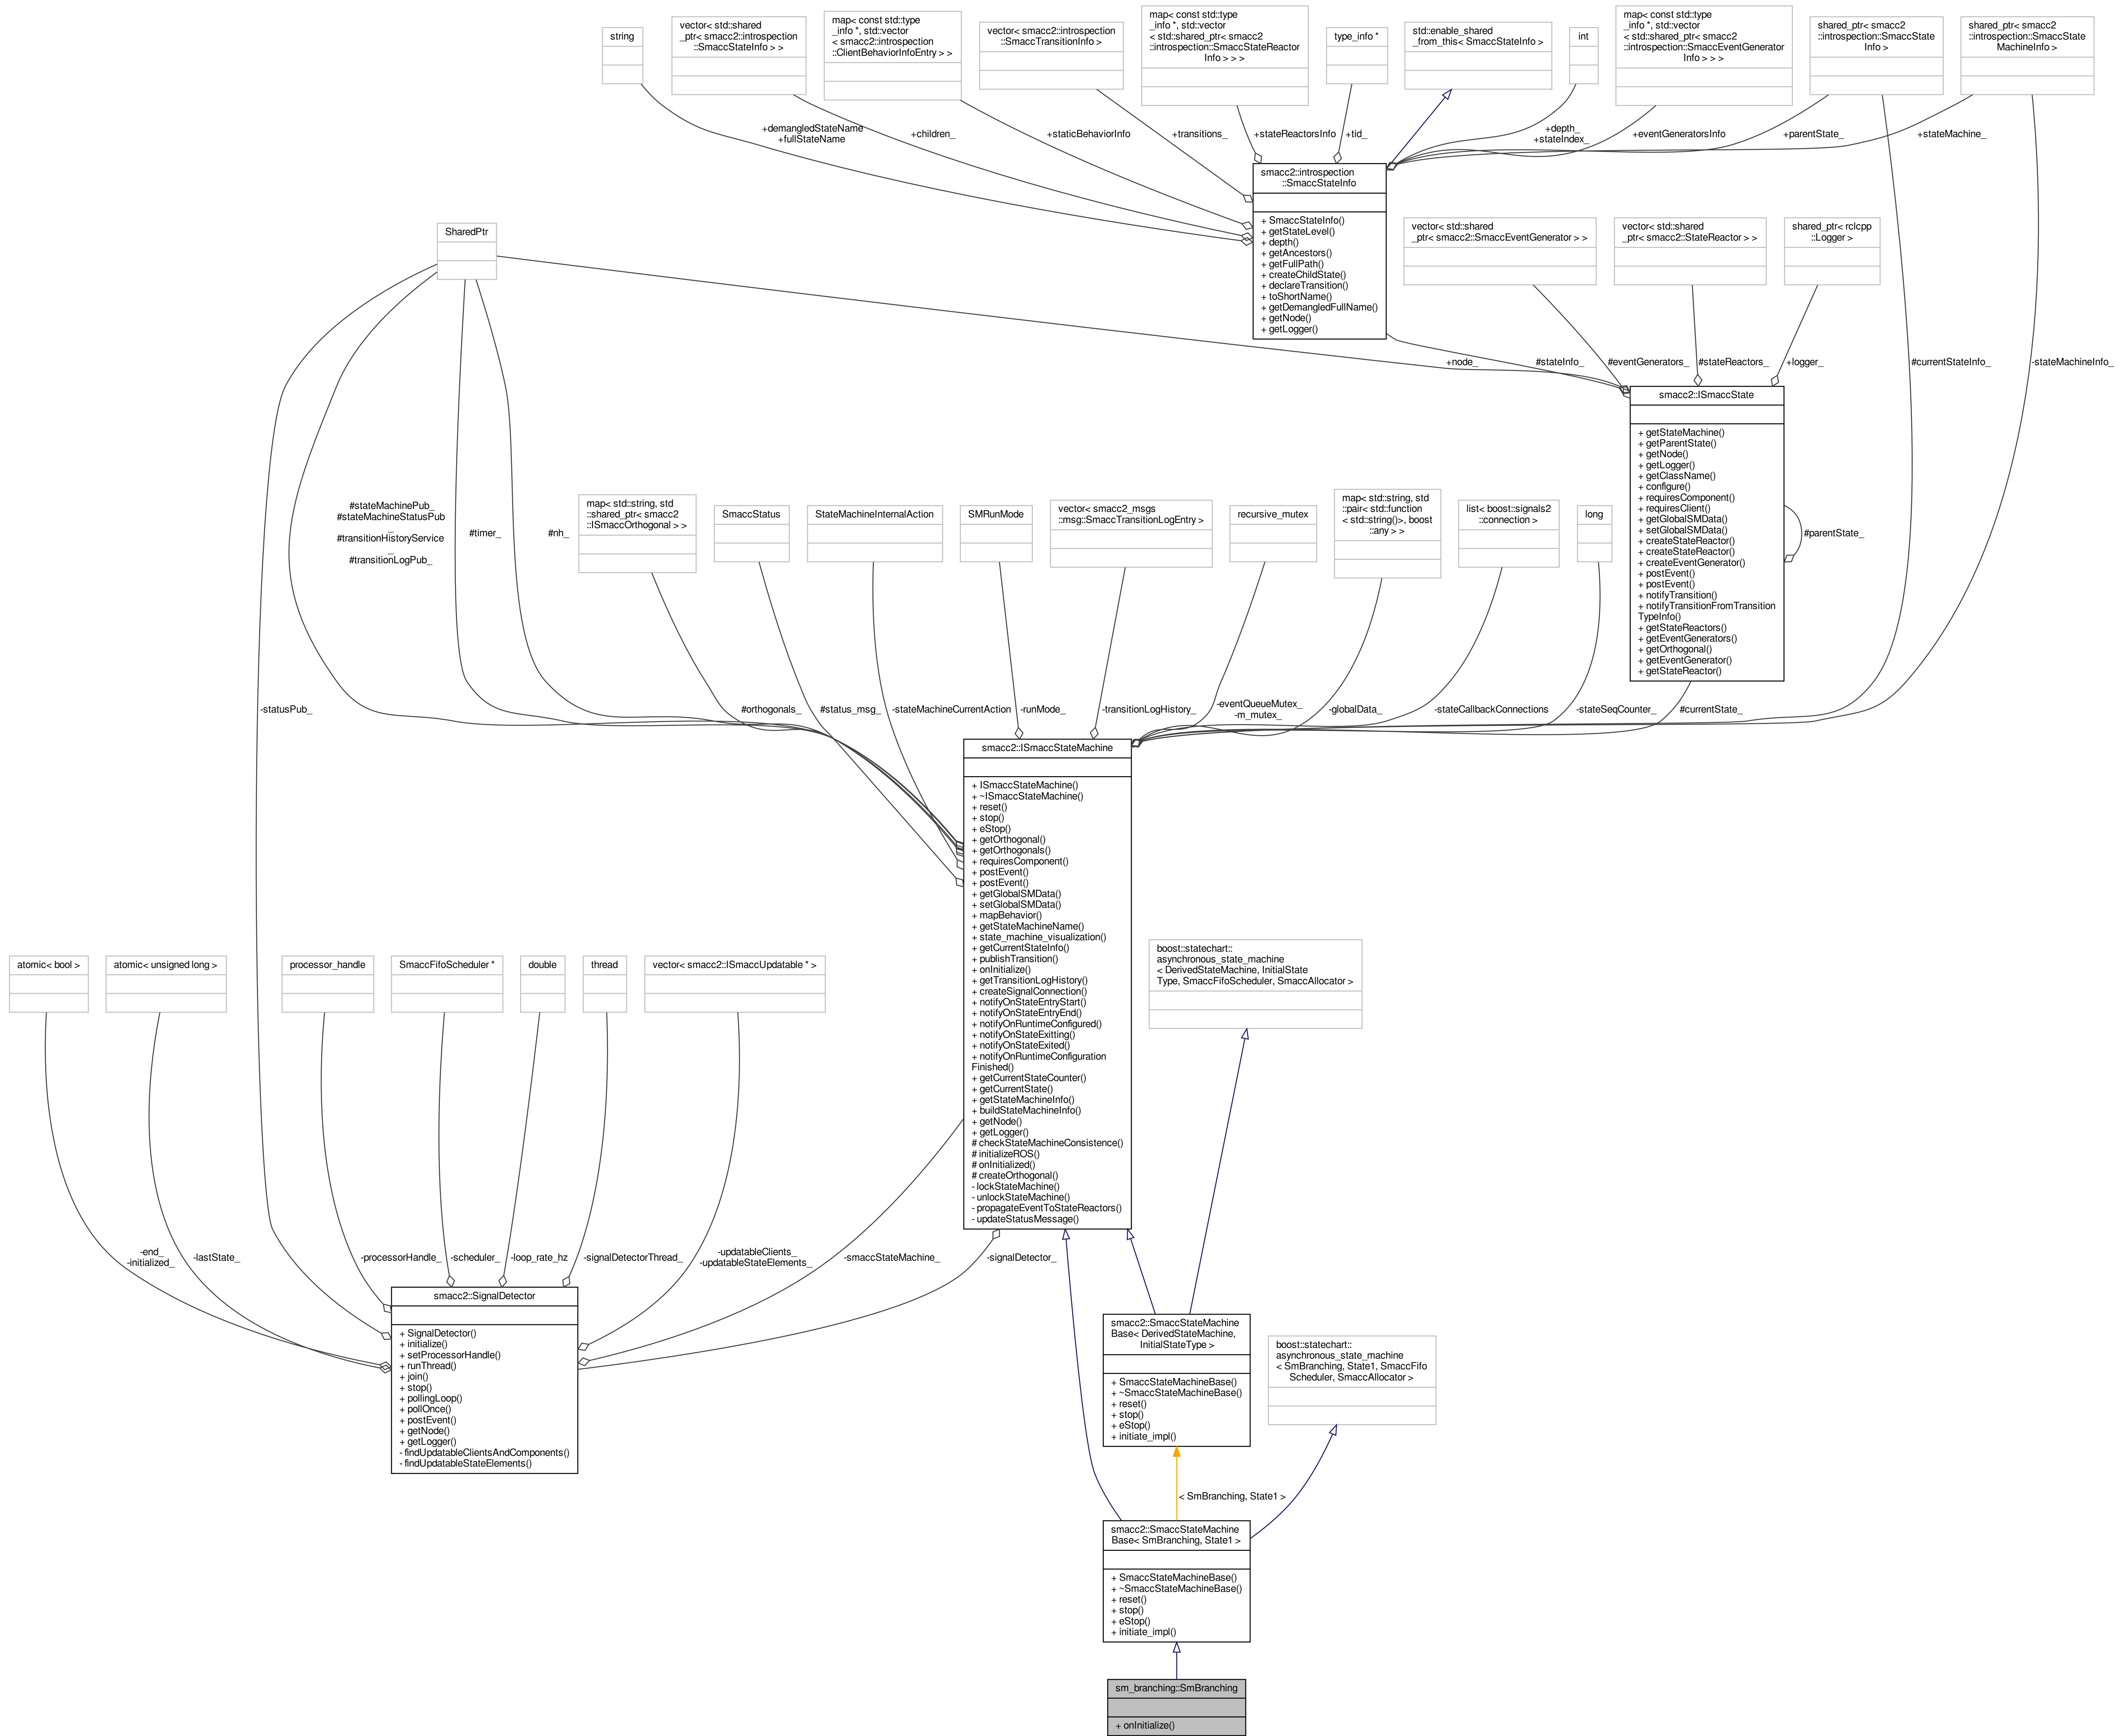 string
vector< std::shared
_ptr< smacc2::introspection
::SmaccStateInfo > >
map< const std::type
_info *, std::vector
< smacc2::introspection
::ClientBehaviorInfoEntry > >
vector< smacc2::introspection
::SmaccTransitionInfo >
map< const std::type
_info *, std::vector
< std::shared_ptr< smacc2
::introspection::SmaccStateReactor
Info > > >
type_info *
std::enable_shared
_from_this< SmaccStateInfo >
int
map< const std::type
_info *, std::vector
< std::shared_ptr< smacc2
::introspection::SmaccEventGenerator
Info > > >
shared_ptr< smacc2
::introspection::SmaccState
Info >
shared_ptr< smacc2
::introspection::SmaccState
MachineInfo >
+demangledStateName
+fullStateName
+children_
+staticBehaviorInfo
+transitions_
+stateReactorsInfo
+tid_
+depth_
+stateIndex_
+eventGeneratorsInfo
+parentState_
+stateMachine_
smacc2::introspection
::SmaccStateInfo
+ SmaccStateInfo()
+ getStateLevel()
+ depth()
+ getAncestors()
+ getFullPath()
+ createChildState()
+ declareTransition()
+ toShortName()
+ getDemangledFullName()
+ getNode()
+ getLogger()
SharedPtr
vector< std::shared
_ptr< smacc2::SmaccEventGenerator > >
vector< std::shared
_ptr< smacc2::StateReactor > >
shared_ptr< rclcpp
::Logger >
+node_
#stateInfo_
#eventGenerators_
#stateReactors_
+logger_
#currentStateInfo_
-stateMachineInfo_
smacc2::ISmaccState
+ getStateMachine()
+ getParentState()
+ getNode()
+ getLogger()
+ getClassName()
+ configure()
+ requiresComponent()
+ requiresClient()
+ getGlobalSMData()
+ setGlobalSMData()
+ createStateReactor()
+ createStateReactor()
+ createEventGenerator()
+ postEvent()
+ postEvent()
+ notifyTransition()
+ notifyTransitionFromTransition
TypeInfo()
+ getStateReactors()
+ getEventGenerators()
+ getOrthogonal()
+ getEventGenerator()
+ getStateReactor()
#parentState_
#stateMachinePub_
#stateMachineStatusPub
_
#transitionHistoryService
_
#transitionLogPub_
#timer_
#nh_
map< std::string, std
::shared_ptr< smacc2
::ISmaccOrthogonal > >
SmaccStatus
StateMachineInternalAction
SMRunMode
vector< smacc2_msgs
::msg::SmaccTransitionLogEntry >
recursive_mutex
map< std::string, std
::pair< std::function
< std::string()>, boost
::any > >
list< boost::signals2
::connection >
long
-statusPub_
#orthogonals_
#status_msg_
-stateMachineCurrentAction
-runMode_
-transitionLogHistory_
-eventQueueMutex_
-m_mutex_
-globalData_
-stateCallbackConnections
-stateSeqCounter_
#currentState_
smacc2::ISmaccStateMachine
+ ISmaccStateMachine()
+ ~ISmaccStateMachine()
+ reset()
+ stop()
+ eStop()
+ getOrthogonal()
+ getOrthogonals()
+ requiresComponent()
+ postEvent()
+ postEvent()
+ getGlobalSMData()
+ setGlobalSMData()
+ mapBehavior()
+ getStateMachineName()
+ state_machine_visualization()
+ getCurrentStateInfo()
+ publishTransition()
+ onInitialize()
+ getTransitionLogHistory()
+ createSignalConnection()
+ notifyOnStateEntryStart()
+ notifyOnStateEntryEnd()
+ notifyOnRuntimeConfigured()
+ notifyOnStateExitting()
+ notifyOnStateExited()
+ notifyOnRuntimeConfiguration
Finished()
+ getCurrentStateCounter()
+ getCurrentState()
+ getStateMachineInfo()
+ buildStateMachineInfo()
+ getNode()
+ getLogger()
# checkStateMachineConsistence()
# initializeROS()
# onInitialized()
# createOrthogonal()
- lockStateMachine()
- unlockStateMachine()
- propagateEventToStateReactors()
- updateStatusMessage()
atomic< bool >
atomic< unsigned long >
processor_handle
SmaccFifoScheduler *
double
thread
vector< smacc2::ISmaccUpdatable * >
boost::statechart::
asynchronous_state_machine
< DerivedStateMachine, InitialState
Type, SmaccFifoScheduler, SmaccAllocator >
-end_
-initialized_
-lastState_
-processorHandle_
-scheduler_
-loop_rate_hz
-signalDetectorThread_
-updatableClients_
-updatableStateElements_
-smaccStateMachine_
-signalDetector_
smacc2::SignalDetector
+ SignalDetector()
+ initialize()
+ setProcessorHandle()
+ runThread()
+ join()
+ stop()
+ pollingLoop()
+ pollOnce()
+ postEvent()
+ getNode()
+ getLogger()
- findUpdatableClientsAndComponents()
- findUpdatableStateElements()
smacc2::SmaccStateMachine
Base< DerivedStateMachine,
InitialStateType >
+ SmaccStateMachineBase()
+ ~SmaccStateMachineBase()
+ reset()
+ stop()
+ eStop()
+ initiate_impl()
boost::statechart::
asynchronous_state_machine
< SmBranching, State1, SmaccFifo
Scheduler, SmaccAllocator >
< SmBranching, State1 >
smacc2::SmaccStateMachine
Base< SmBranching, State1 >
+ SmaccStateMachineBase()
+ ~SmaccStateMachineBase()
+ reset()
+ stop()
+ eStop()
+ initiate_impl()
sm_branching::SmBranching
+ onInitialize()